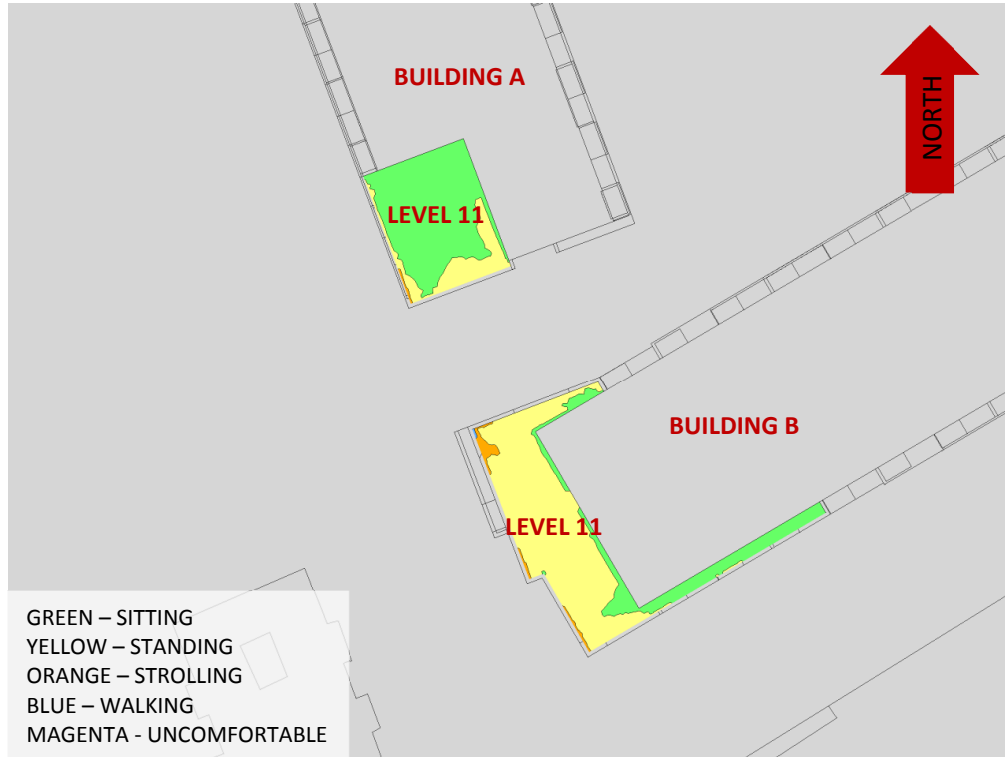 BUILDING A
NORTH
LEVEL 11
BUILDING B
LEVEL 11
GREEN – SITTING
YELLOW – STANDING
ORANGE – STROLLING
BLUE – WALKING
MAGENTA - UNCOMFORTABLE